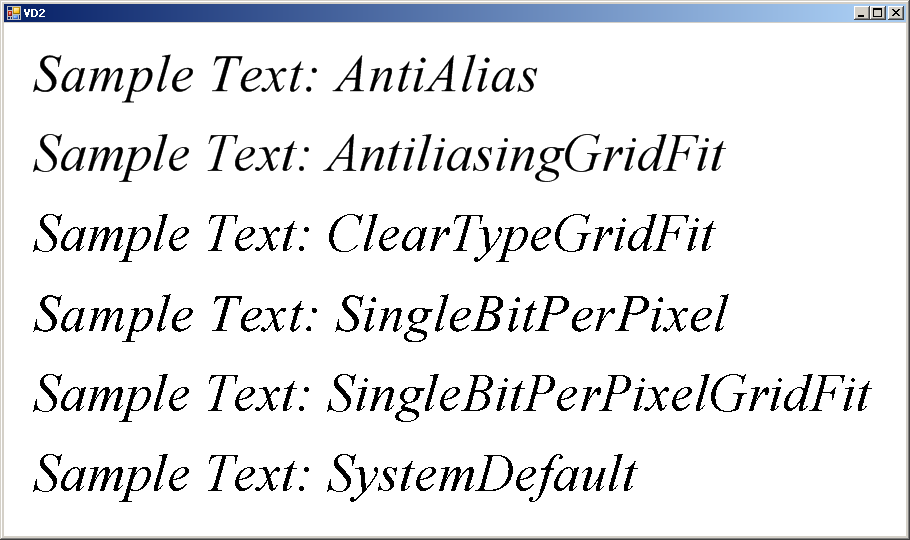 VD2
Sample Text: AntiAlias
Sample Text: AntiliasingGridFit
Sample Text: ClearTypeGridFit
Sample Text: SingleBitPerPixel
Sample Text: SingleBitPerPixelGridFit
Sample Text: SystemDefault